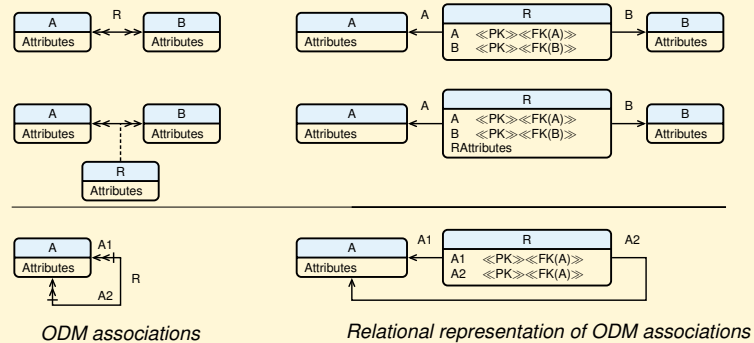 R
A B
Attributes Attributes
A R B
A B
Attributes A ≪PK≫≪FK(A)≫ Attributes
B ≪PK≫≪FK(B)≫
A B
Attributes Attributes
R
Attributes
A R B
A B
Attributes A ≪PK≫≪FK(A)≫ Attributes
B ≪PK≫≪FK(B)≫
RAttributes
A A1
Attributes
R
A2
A A1 R A2
Attributes A1 ≪PK≫≪FK(A)≫
A2 ≪PK≫≪FK(A)≫
ODM associations
Relational representation of ODM associations